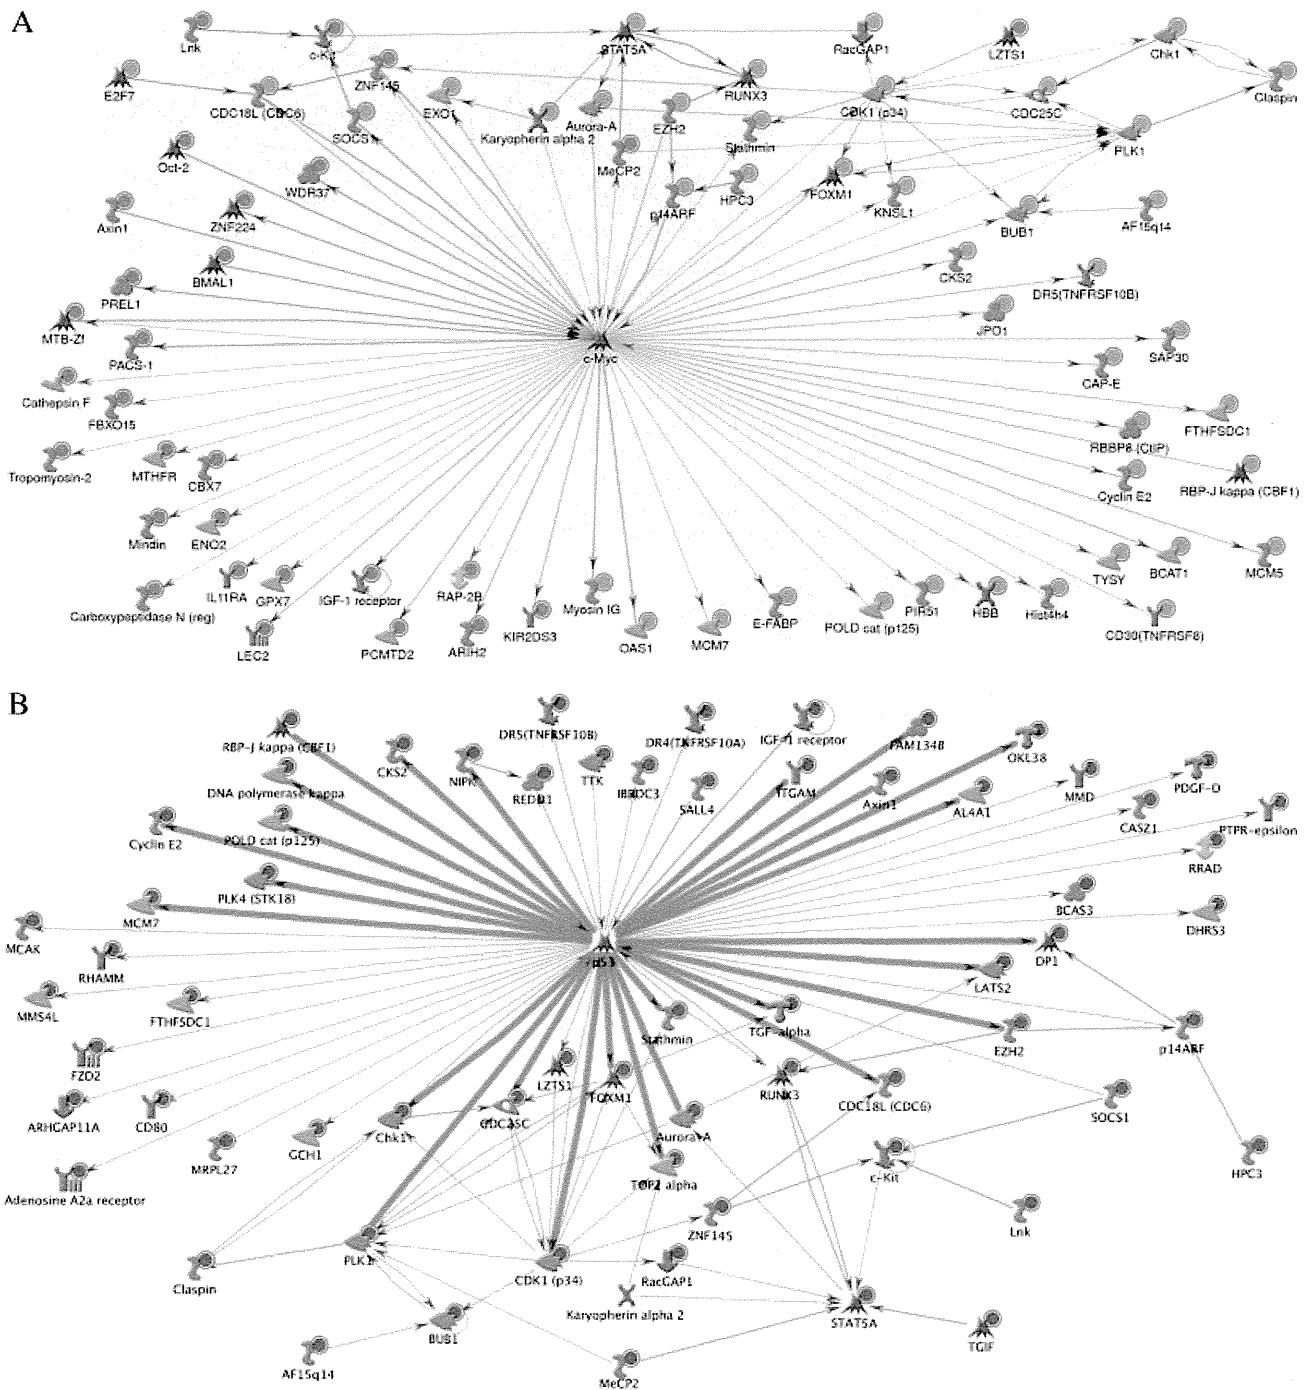 A
Lnk
c-Kit
STAT5A
RacGAP1
LZTS1
Chk1
E2F7
CDC18L (CDC6)
ZNF145
EXO1
Karyopherin alpha 2
Aurora-A
EZH2
RUNX3
CDK1 (p34)
CDC25C
Claspin
SOCS1
Stathmin
PLK1
Oct-2
WDR37
MeCP2
p14ARF
HPC3
FOXM1
KNSL1
BUB1
AF15q14
Axin1
ZNF224
BMAL1
CKS2
DR5(TNFRSF10B)
PREL1
JPO1
MTB-Zf
PACS-1
c-Myc
SAP30
CAP-E
Cathepsin F
FBXO15
FTHFSDC1
RBBP8 (CtIP)
Tropomyosin-2
MTHFR
CBX7
Cyclin E2
RBP-J kappa (CBF1)
Mindin
ENO2
TYSY
BCAT1
MCM5
Carboxypeptidase N (reg)
IL11RA
GPX7
IGF-1 receptor
RAP-2B
KIR2DS3
Myosin IG
E-FABP
POLD cat (p125)
PIR51
HBB
Hist4h4
CD30(TNFRSF8)
LEC2
PCMTD2
ARIH2
OAS1
MCM7
B
RBP-J kappa (CBF1)
CKS2
NIPK
DR5(TNFRSF10B)
DR4(TNFRSF10A)
IGF-1 receptor
FAM134B
OKL38
DNA polymerase kappa
REDD1
TTK
IBRDC3
SALL4
ITGAM
Axin1
AL4A1
MMD
PDGF-D
CASZ1
PTPR-epsilon
Cyclin E2
POLD cat (p125)
RRAD
PLK4 (STK18)
MCM7
BCAS3
DHRS3
MCAK
RHAMM
p53
DP1
LATS2
MMS4L
FTHFSDC1
Stathmin
TGF-alpha
EZH2
p14ARF
FZD2
LZTS1
FOXM1
RUNX3
CDC18L (CDC6)
SOCS1
ARHGAP11A
CD80
MRPL27
GCH1
Chk1
CDC25C
Aurora-A
c-Kit
HPC3
Adenosine A2a receptor
TOP2 alpha
ZNF145
Lnk
Claspin
PLK1
CDK1 (p34)
RacGAP1
Karyopherin alpha 2
STAT5A
TGIF
BUB1
AF15q14
MeCP2